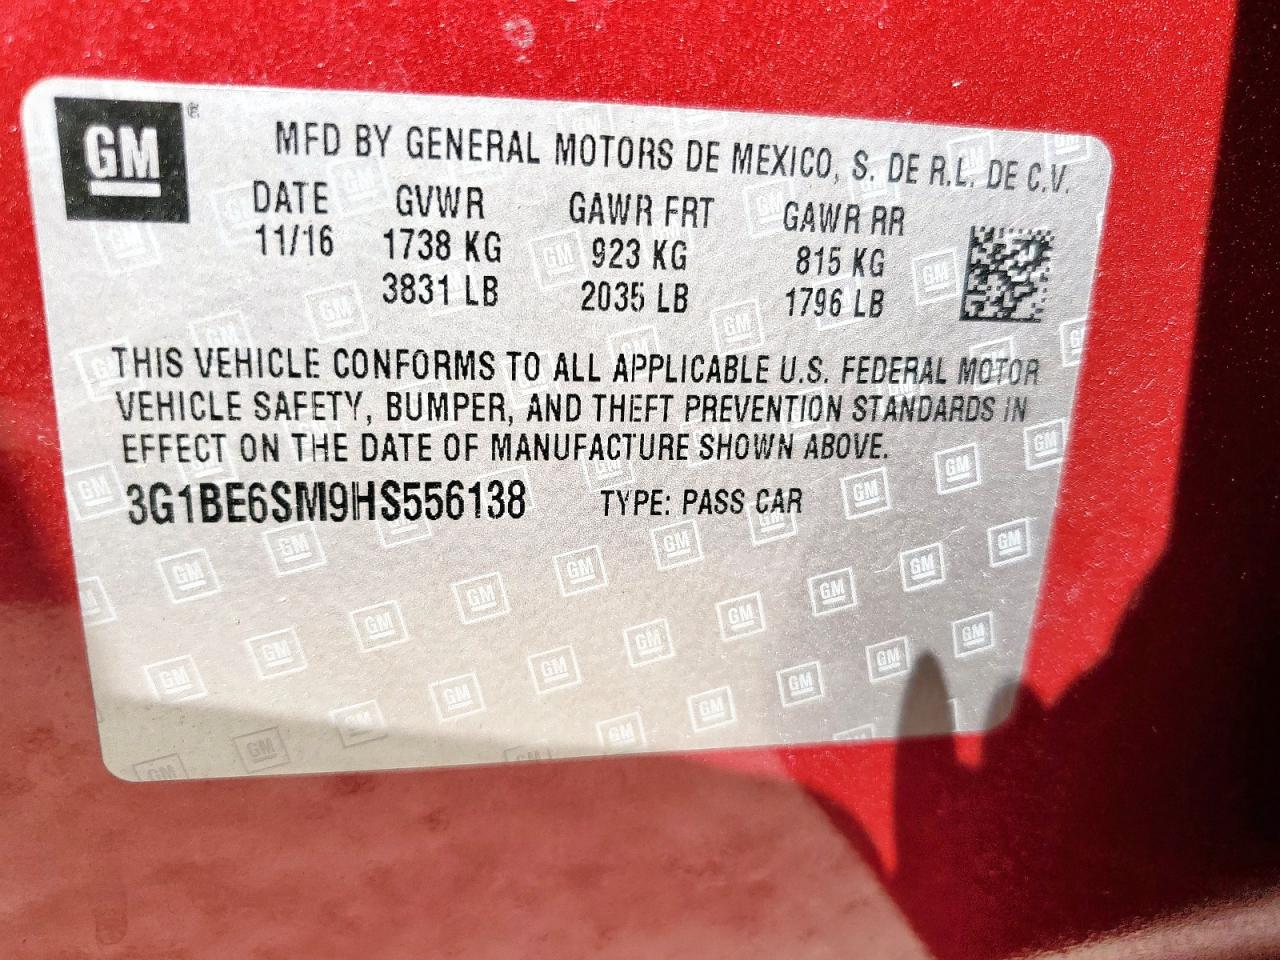 GM ®
MFD BY GENERAL MOTORS DE MEXICO, S. DE R.L. DE C.V.
DATE GVWR GAWR FRT GAWR RR
11/16 1738 KG 923 KG 815 KG
3831 LB 2035 LB 1796 LB
THIS VEHICLE CONFORMS TO ALL APPLICABLE U.S. FEDERAL MOTOR
VEHICLE SAFETY, BUMPER, AND THEFT PREVENTION STANDARDS IN
EFFECT ON THE DATE OF MANUFACTURE SHOWN ABOVE.
3G1BE6SM9HS556138 TYPE: PASS CAR